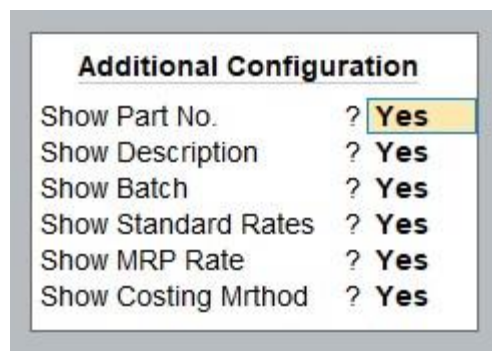 Additional Configuration
Show Part No. ? Yes
Show Description ? Yes
Show Batch ? Yes
Show Standard Rates ? Yes
Show MRP Rate ? Yes
Show Costing Mrthod ? Yes